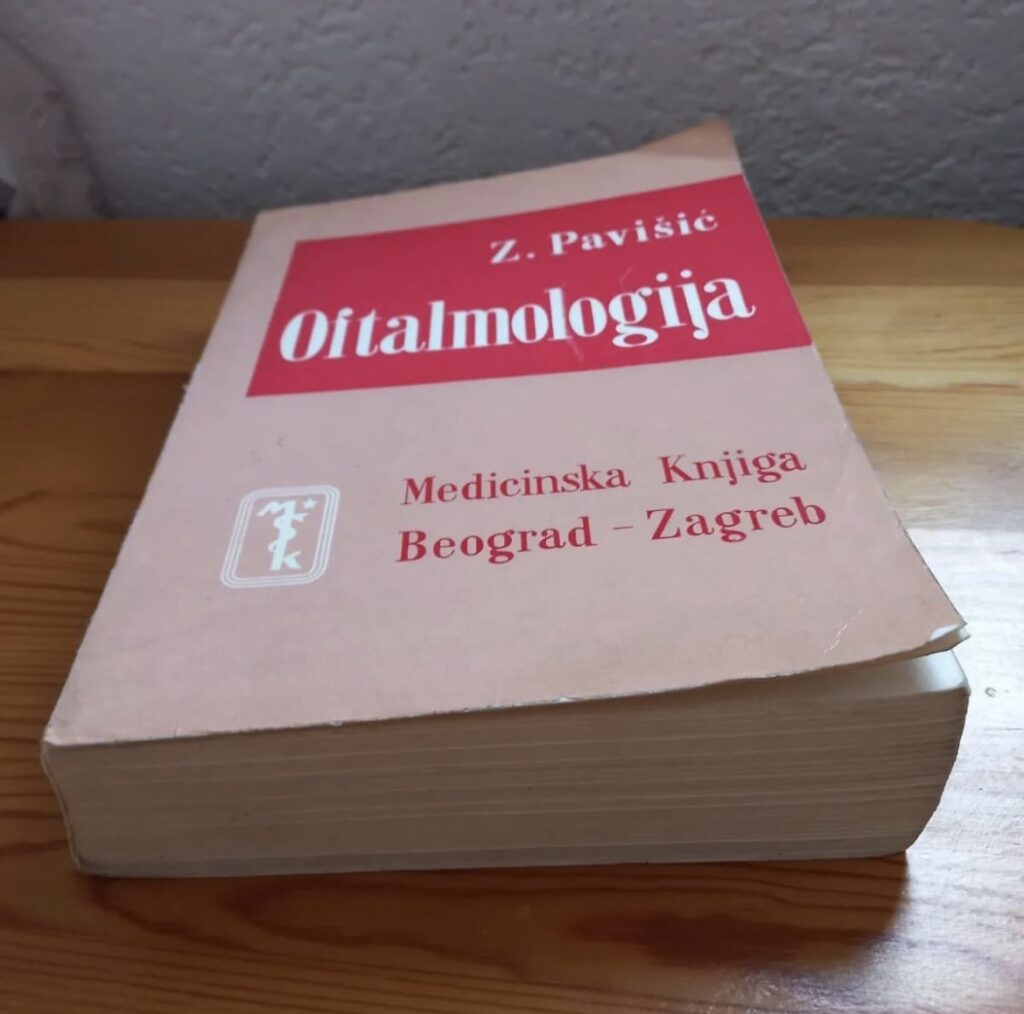 Z. Pavišić
Oftalmologija
Medicinska Knjiga
Beograd – Zagreb